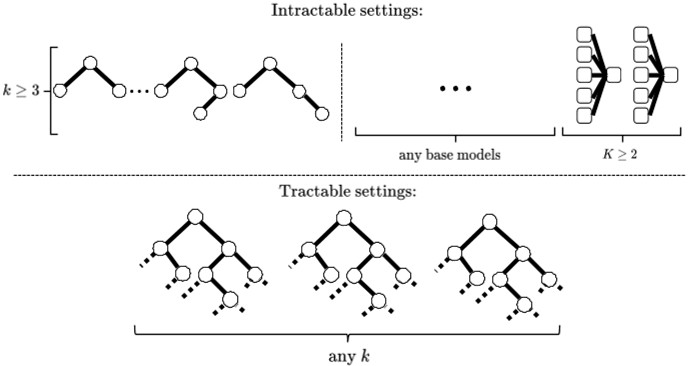 Intractable settings:
k ≥ 3
any base models
K ≥ 2
Tractable settings:
any k